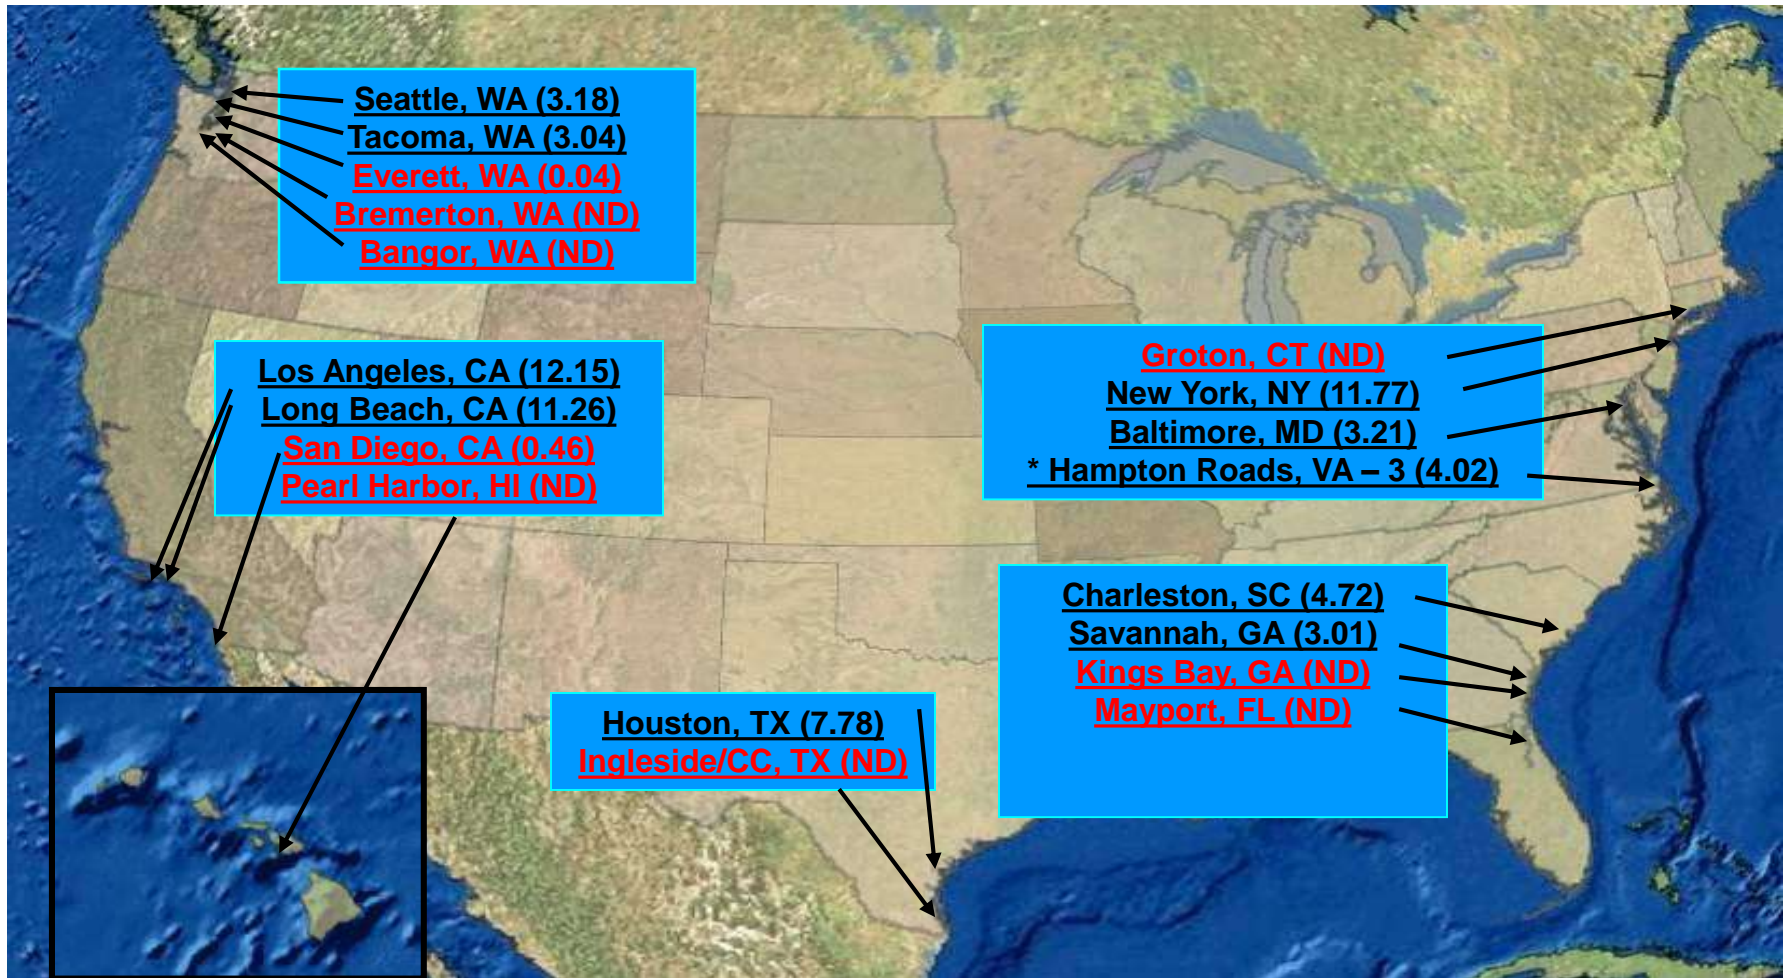 Seattle, WA (3.18)
Tacoma, WA (3.04)
Everett, WA (0.04)
Bremerton, WA (ND)
Bangor, WA (ND)
Los Angeles, CA (12.15)
Long Beach, CA (11.26)
San Diego, CA (0.46)
Pearl Harbor, HI (ND)
Groton, CT (ND)
New York, NY (11.77)
Baltimore, MD (3.21)
* Hampton Roads, VA – 3 (4.02)
Charleston, SC (4.72)
Savannah, GA (3.01)
Kings Bay, GA (ND)
Mayport, FL (ND)
Houston, TX (7.78)
Ingleside/CC, TX (ND)